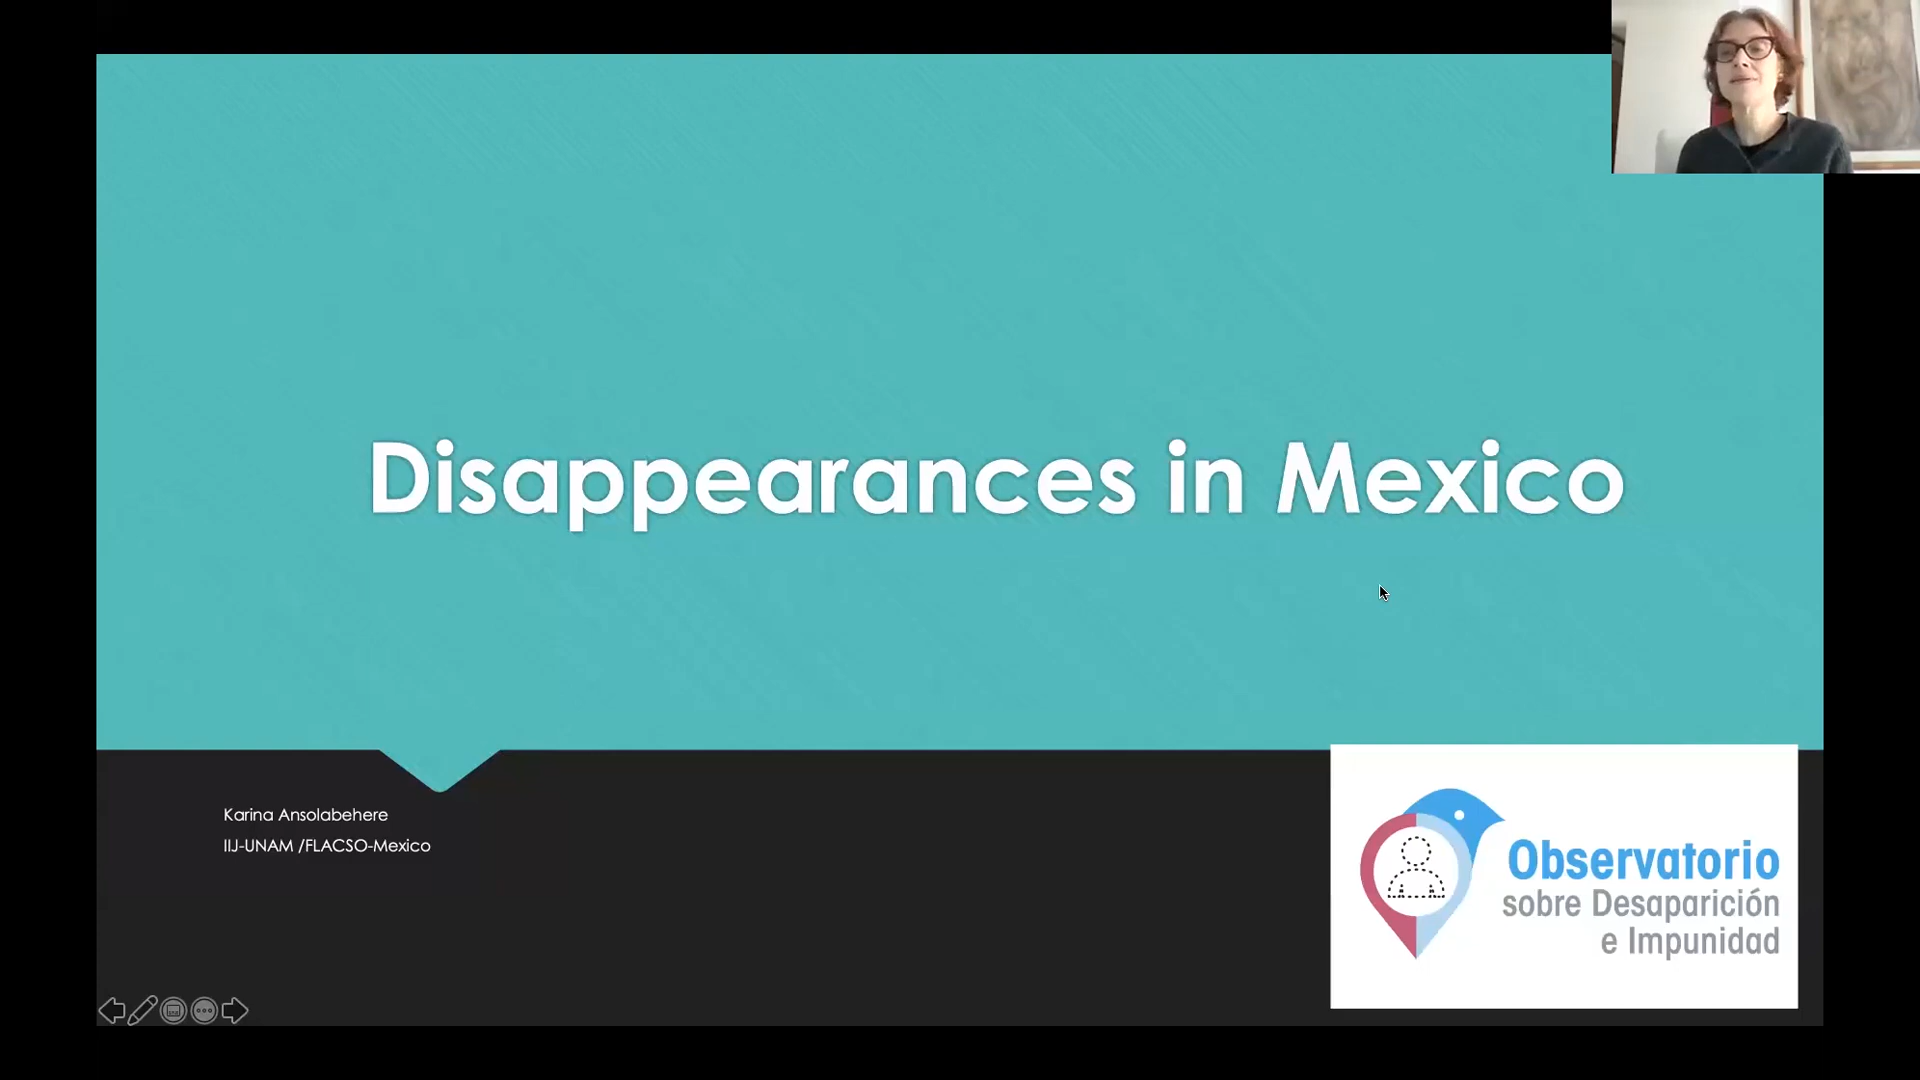 Disappearances in Mexico
Karina Ansolabehere
IIJ-UNAM /FLACSO-Mexico
Observatorio
sobre Desaparición
e Impunidad